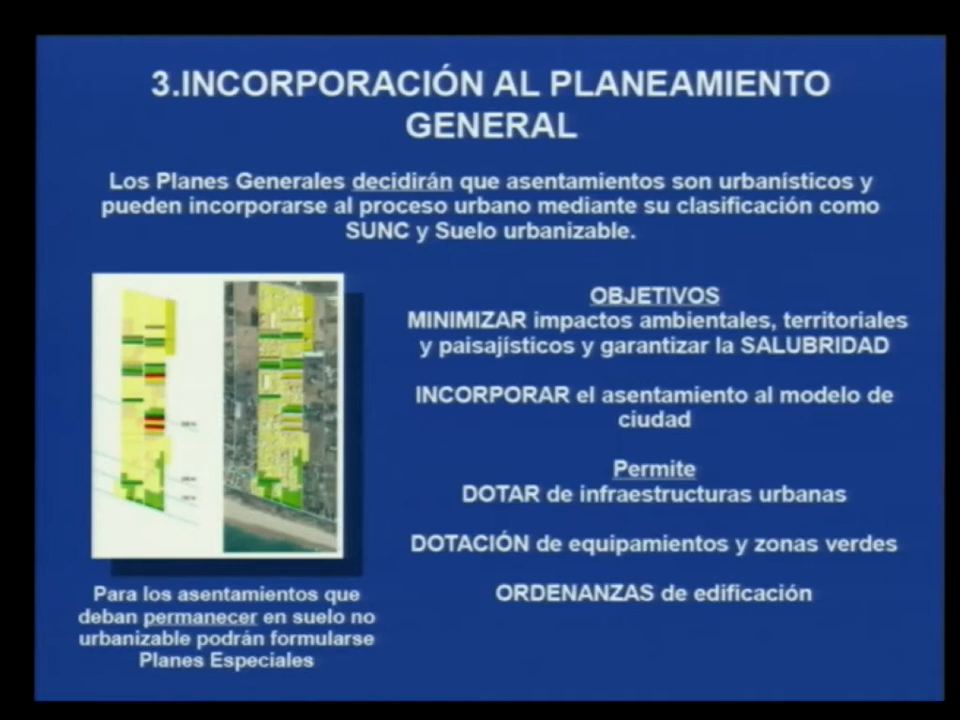 3.INCORPORACIÓN AL PLANEAMIENTO
GENERAL
Los Planes Generales decidirán que asentamientos son urbanísticos y
pueden incorporarse al proceso urbano mediante su clasificación como
SUNC y Suelo urbanizable.
OBJETIVOS
MINIMIZAR impactos ambientales, territoriales
y paisajísticos y garantizar la SALUBRIDAD
INCORPORAR el asentamiento al modelo de
ciudad
Permite
DOTAR de infraestructuras urbanas
DOTACIÓN de equipamientos y zonas verdes
ORDENANZAS de edificación
Para los asentamientos que
deban permanecer en suelo no
urbanizable podrán formularse
Planes Especiales